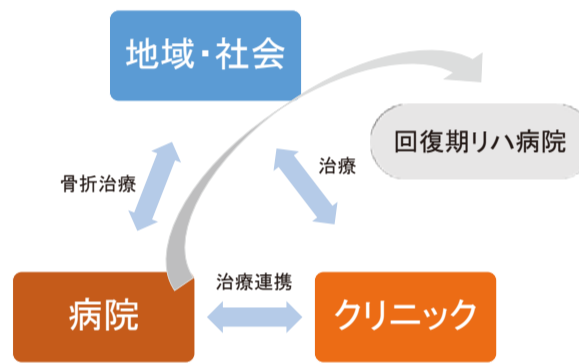 地域・社会
回復期リハ病院
骨折治療
治療
治療連携
病院
クリニック